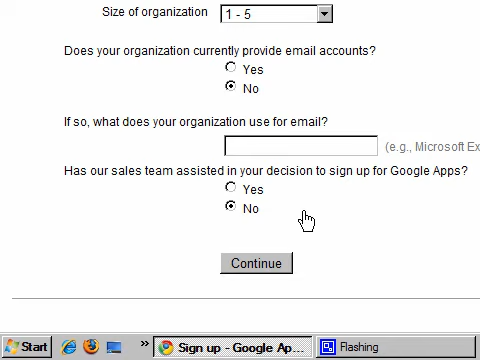 Size of organization 1 - 5
Does your organization currently provide email accounts?
Yes
No
If so, what does your organization use for email?
(e.g., Microsoft Ex
Has our sales team assisted in your decision to sign up for Google Apps?
Yes
No
Continue
Start » Sign up - Google Ap... Flashing